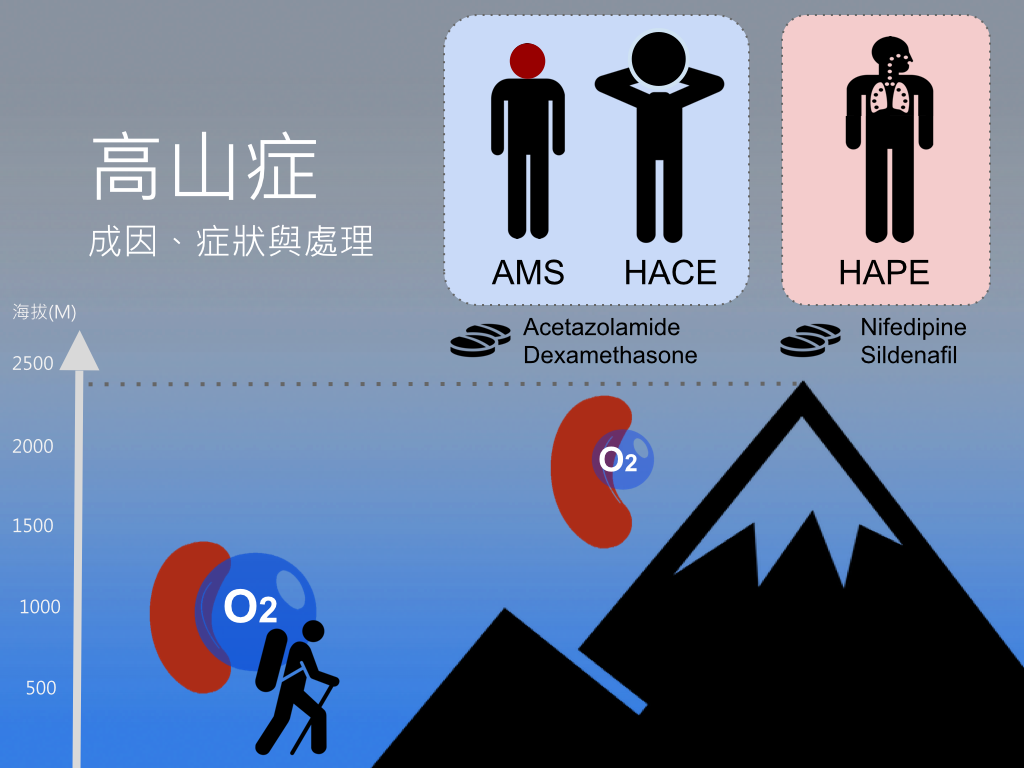 高山症
成因、症狀與處理
AMS
HACE
HAPE
Acetazolamide
Dexamethasone
Nifedipine
Sildenafil
海拔(M)
2500
2000
1500
1000
500
O2
O2